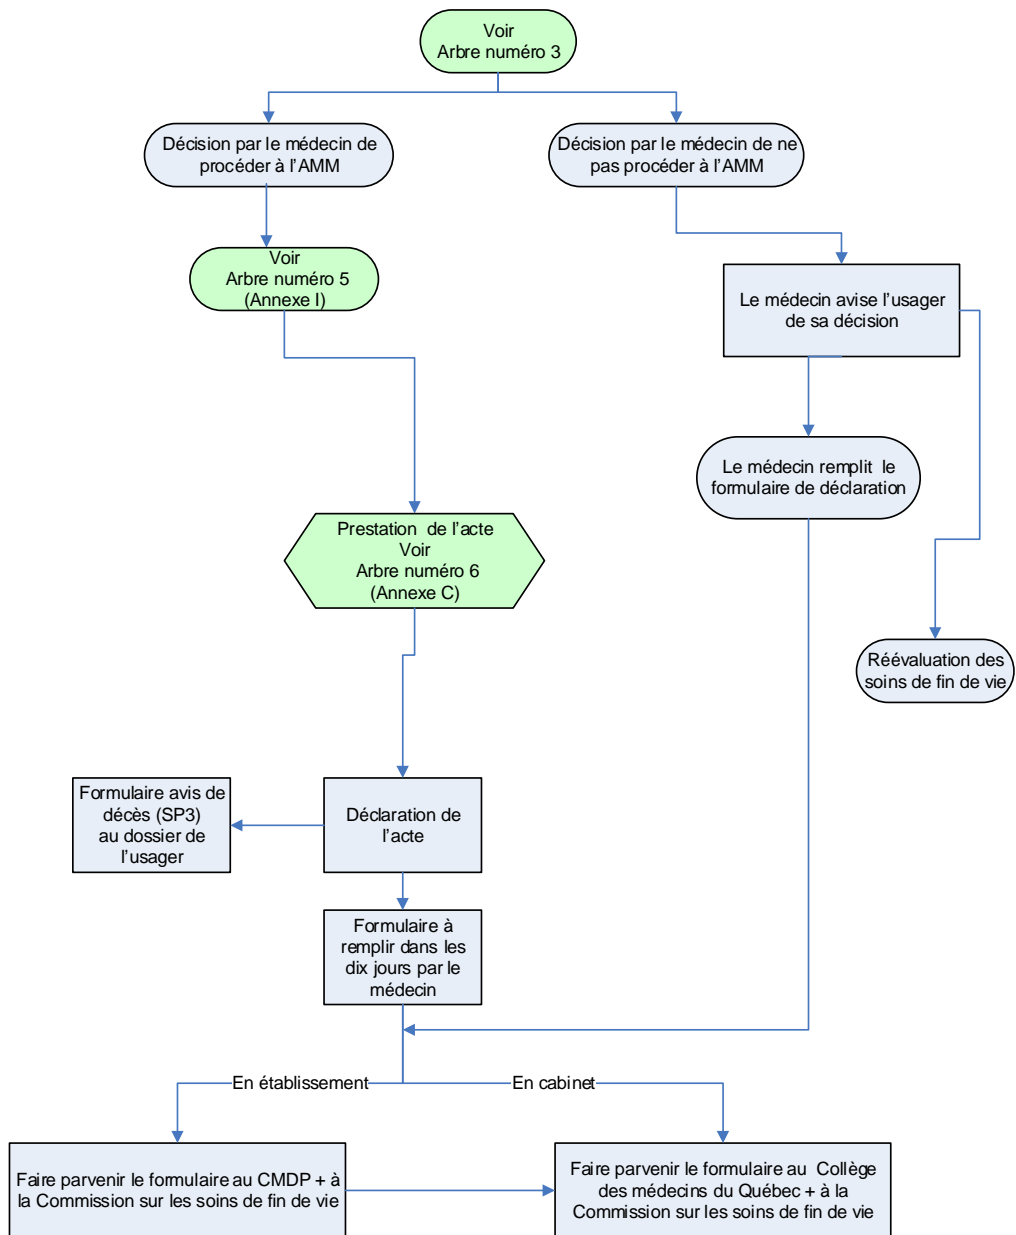 Voir
Arbre numéro 3
Décision par le médecin de
procéder à l'AMM
Décision par le médecin de ne
pas procéder à l'AMM
Voir
Arbre numéro 5
(Annexe I)
Le médecin avise l'usager
de sa décision
Le médecin remplit le
formulaire de déclaration
Prestation de l'acte
Voir
Arbre numéro 6
(Annexe C)
Réévaluation des
soins de fin de vie
Formulaire avis de
décès (SP3)
au dossier de
l'usager
Déclaration de
l'acte
Formulaire à
remplir dans les
dix jours par le
médecin
En établissement
En cabinet
Faire parvenir le formulaire au CMDP + à
la Commission sur les soins de fin de vie
Faire parvenir le formulaire au Collège
des médecins du Québec + à la
Commission sur les soins de fin de vie